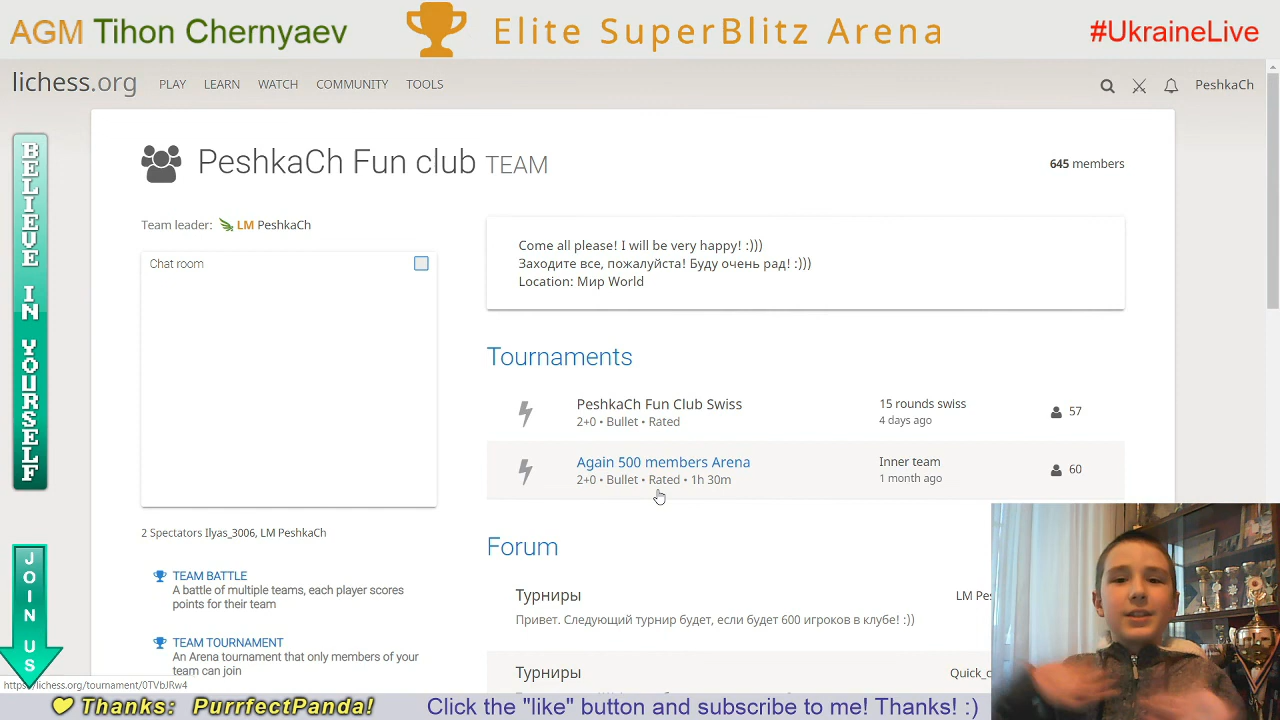 AGM Tihon Chernyaev
Elite SuperBlitz Arena
#UkraineLive
lichess.org
PLAY LEARN WATCH COMMUNITY TOOLS
PeshkaCh
BELIEVE IN YOURSELF
JOIN US
PeshkaCh Fun club TEAM
645 members
Team leader: LM PeshkaCh
Chat room
Come all please! I will be very happy! :)))
Заходите все, пожалуйста! Буду очень рад! :)))
Location: Мир World
Tournaments
PeshkaCh Fun Club Swiss
2+0 • Bullet • Rated
15 rounds swiss
4 days ago
57
Again 500 members Arena
2+0 • Bullet • Rated • 1h 30m
Inner team
1 month ago
60
2 Spectators Ilyas_3006, LM PeshkaCh
TEAM BATTLE
A battle of multiple teams, each player scores
points for their team
TEAM TOURNAMENT
An Arena tournament that only members of your
team can join
Forum
Турниры
LM Pes
Привет. Следующий турнир будет, если будет 600 игроков в клубе! :))
Турниры
Quick_
https://lichess.org/tournament/0TVbJRw4
Thanks: PurrfectPanda!
Click the "like" button and subscribe to me! Thanks! :)